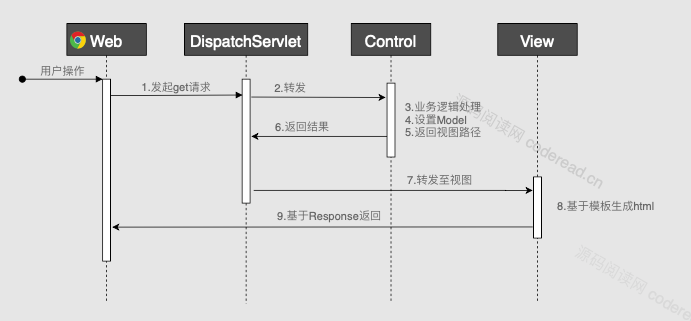 Web
DispatchServlet
Control
View
用户操作
1.发起get请求
2.转发
3.业务逻辑处理
4.设置Model
5.返回视图路径
6.返回结果
7.转发至视图
8.基于模板生成html
9.基于Response返回
源码阅读网 coderead.cn
源码阅读网 codere